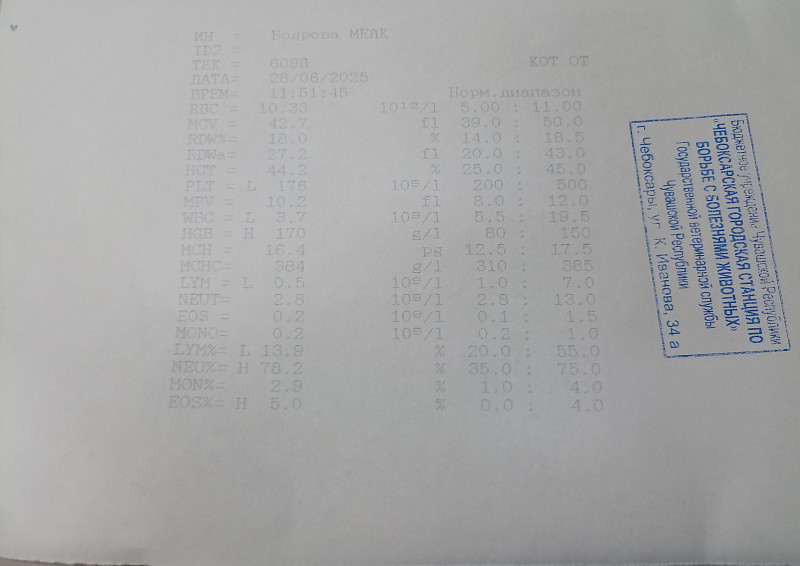 ИН = Бодрова МЕЛК
ID2 =
ТЕК = 6098 КОТ ОТ
ДАТА= 26/06/2025
ВРЕМ= 11:51:45 Норм.диапазон
RBC = 10.33 10¹²/l 5.00 : 11.00
MCV = 42.7 fl 39.0 : 50.0
RDW%= 18.0 % 14.0 : 18.5
RDWa= 27.2 fl 20.0 : 43.0
HCT = 44.2 % 25.0 : 45.0
PLT = L 176 10⁹/l 200 : 500
MPV = 10.2 fl 8.0 : 12.0
WBC = L 3.7 10⁹/l 5.5 : 19.5
HGB = H 170 g/l 80 : 150
MCH = 16.4 pg 12.5 : 17.5
MCHC= 384 g/l 310 : 385
LYM = L 0.5 10⁹/l 1.0 : 7.0
NEUT= 2.8 10⁹/l 2.8 : 13.0
EOS = 0.2 10⁹/l 0.1 : 1.5
MONO= 0.2 10⁹/l 0.2 : 1.0
LYM%= L 13.9 % 20.0 : 55.0
NEU%= H 78.2 % 35.0 : 75.0
MON%= 2.9 % 1.0 : 4.0
EOS%= H 5.0 % 0.0 : 4.0
Бюджетное учреждение Чувашской Республики
"ЧЕБОКСАРСКАЯ ГОРОДСКАЯ СТАНЦИЯ ПО
БОРЬБЕ С БОЛЕЗНЯМИ ЖИВОТНЫХ"
Государственной ветеринарной службы
Чувашской Республики
г. Чебоксары, ул. К. Иванова, 34 а